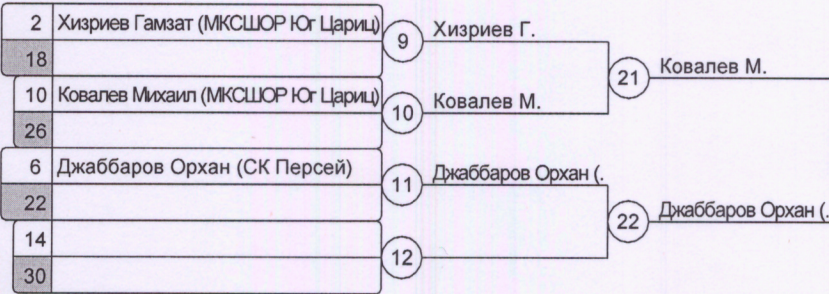 2 Хизриев Гамзат (МКСШОР Юг Цариц)
9 Хизриев Г.
18
21 Ковалев М.
10 Ковалев Михаил (МКСШОР Юг Цариц)
10 Ковалев М.
26
6 Джаббаров Орхан (СК Персей)
11 Джаббаров Орхан (.
22
22 Джаббаров Орхан (.
14
12
30